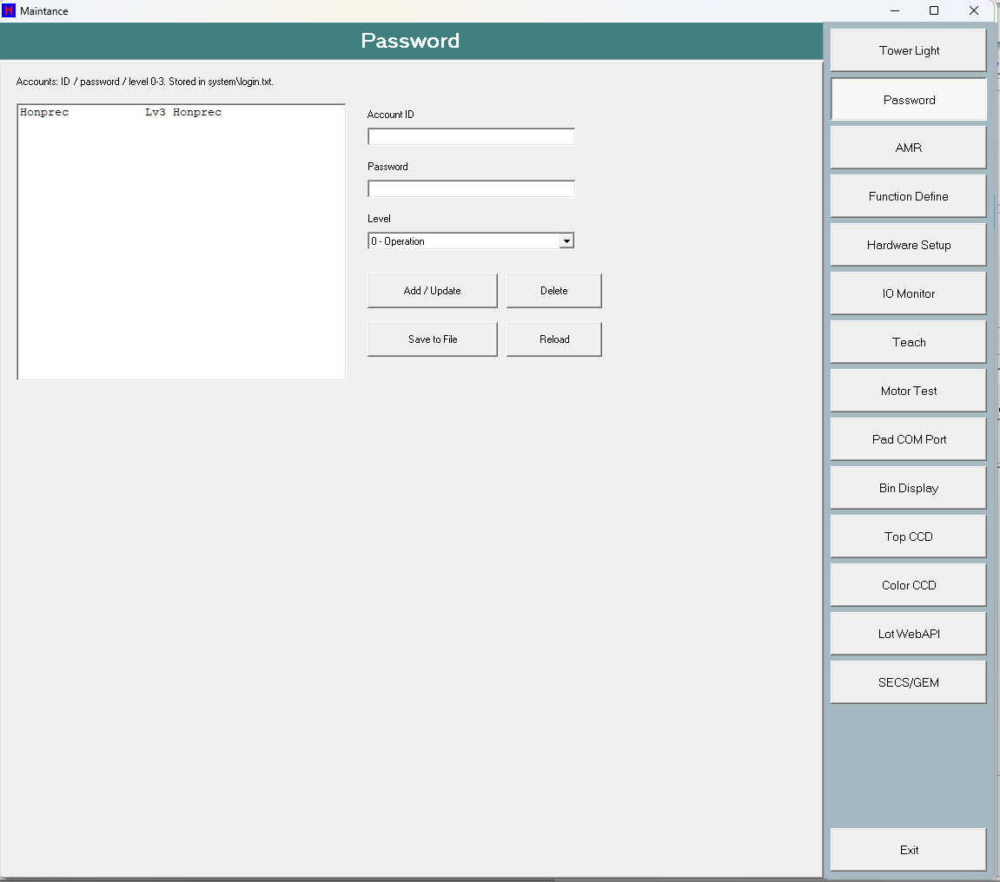 H Maintance
Password
Accounts: ID / password / level 0-3. Stored in system\login.txt.
Honprec Lv3 Honprec
Account ID
Password
Level
0 - Operation
Add / Update
Delete
Save to File
Reload
Tower Light
Password
AMR
Function Define
Hardware Setup
IO Monitor
Teach
Motor Test
Pad COM Port
Bin Display
Top CCD
Color CCD
Lot WebAPI
SECS/GEM
Exit